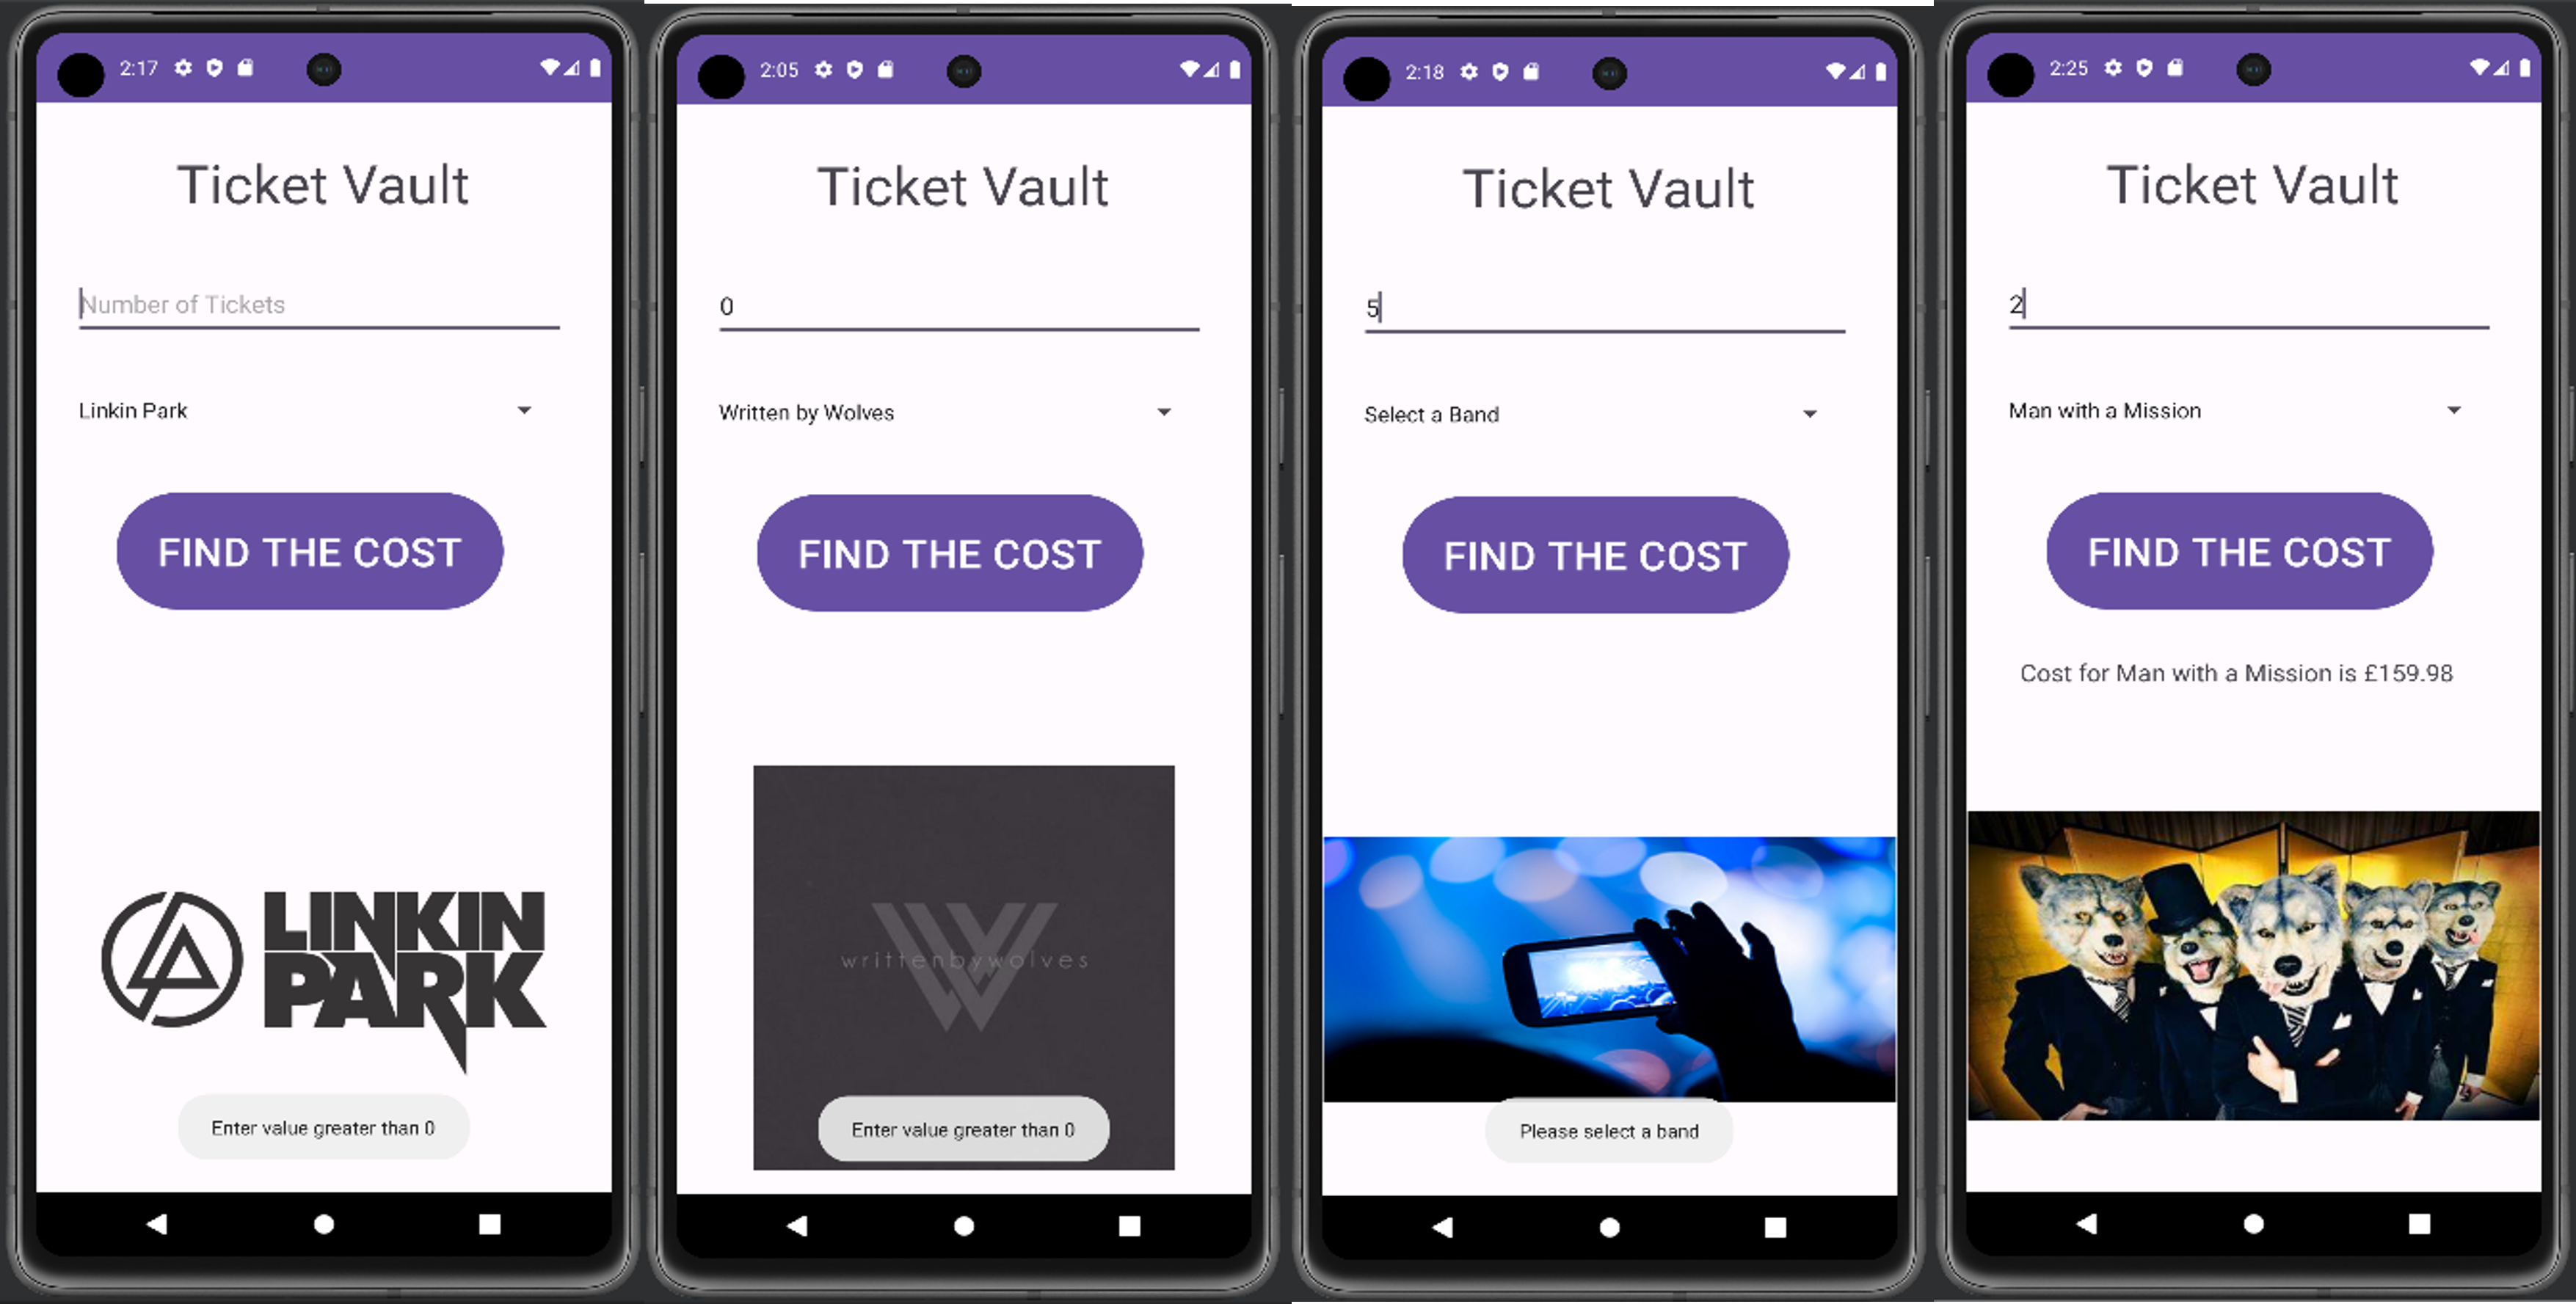 2:17
Ticket Vault
Number of Tickets
Linkin Park
FIND THE COST
LINKIN
PARK
Enter value greater than 0
2:05
Ticket Vault
0
Written by Wolves
FIND THE COST
writtenbywolves
Enter value greater than 0
2:18
Ticket Vault
5
Select a Band
FIND THE COST
Please select a band
2:25
Ticket Vault
2
Man with a Mission
FIND THE COST
Cost for Man with a Mission is £159.98